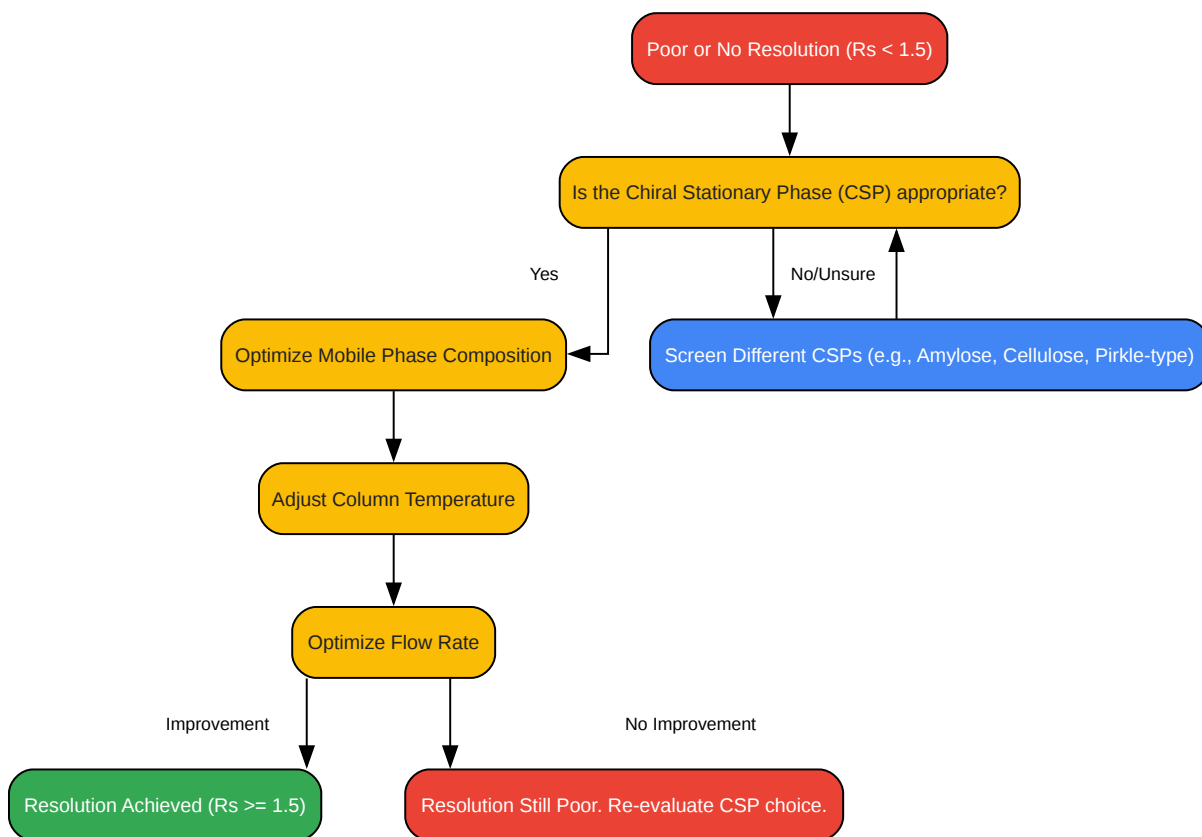 Poor or No Resolution (Rs < 1.5)
Is the Chiral Stationary Phase (CSP) appropriate?
Yes
No/Unsure
Optimize Mobile Phase Composition
Screen Different CSPs (e.g., Amylose, Cellulose, Pirkle-type)
Adjust Column Temperature
Optimize Flow Rate
Improvement
No Improvement
Resolution Achieved (Rs >= 1.5)
Resolution Still Poor. Re-evaluate CSP choice.